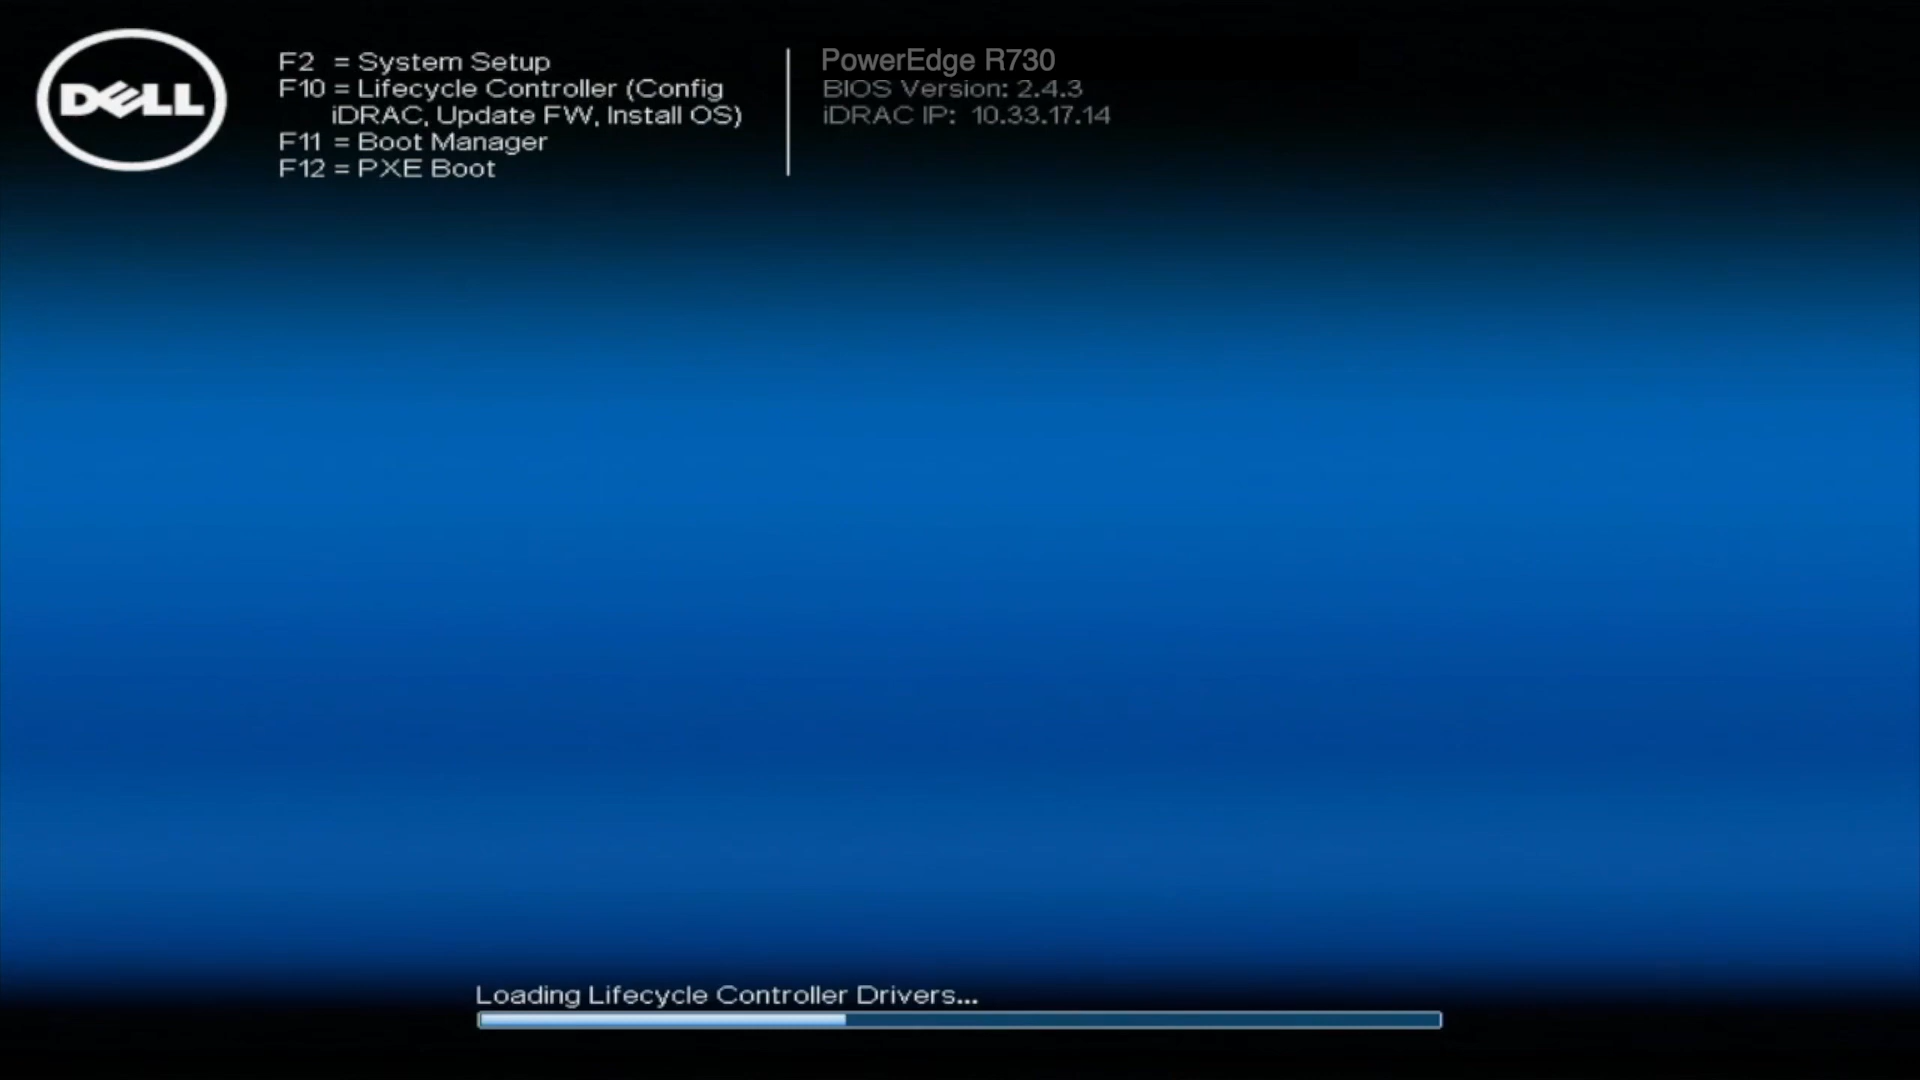 DELL
F2 = System Setup
F10 = Lifecycle Controller (Config
iDRAC, Update FW, Install OS)
F11 = Boot Manager
F12 = PXE Boot
PowerEdge R730
BIOS Version: 2.4.3
iDRAC IP: 10.33.17.14
Loading Lifecycle Controller Drivers...